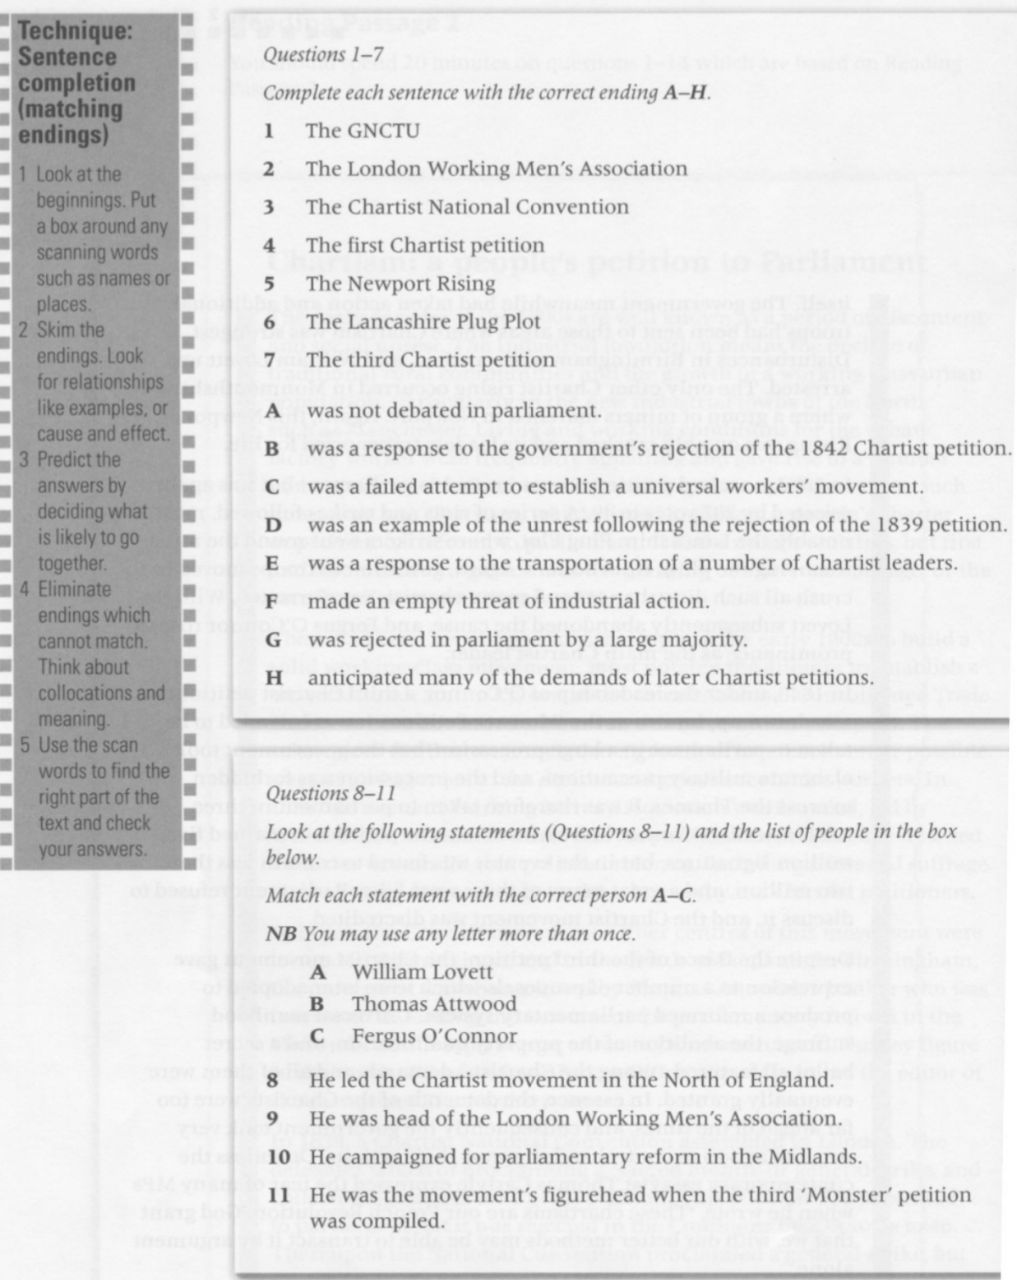 Technique:
Sentence
completion
(matching
endings)
1 Look at the
beginnings. Put
a box around any
scanning words
such as names or
places.
2 Skim the
endings. Look
for relationships
like examples, or
cause and effect.
3 Predict the
answers by
deciding what
is likely to go
together.
4 Eliminate
endings which
cannot match.
Think about
collocations and
meaning.
5 Use the scan
words to find the
right part of the
text and check
your answers.
Questions 1–7
Complete each sentence with the correct ending A–H.
1 The GNCTU
2 The London Working Men's Association
3 The Chartist National Convention
4 The first Chartist petition
5 The Newport Rising
6 The Lancashire Plug Plot
7 The third Chartist petition
A was not debated in parliament.
B was a response to the government's rejection of the 1842 Chartist petition.
C was a failed attempt to establish a universal workers' movement.
D was an example of the unrest following the rejection of the 1839 petition.
E was a response to the transportation of a number of Chartist leaders.
F made an empty threat of industrial action.
G was rejected in parliament by a large majority.
H anticipated many of the demands of later Chartist petitions.
Questions 8–11
Look at the following statements (Questions 8–11) and the list of people in the box
below.
Match each statement with the correct person A–C.
NB You may use any letter more than once.
A William Lovett
B Thomas Attwood
C Fergus O'Connor
8 He led the Chartist movement in the North of England.
9 He was head of the London Working Men's Association.
10 He campaigned for parliamentary reform in the Midlands.
11 He was the movement's figurehead when the third 'Monster' petition
was compiled.